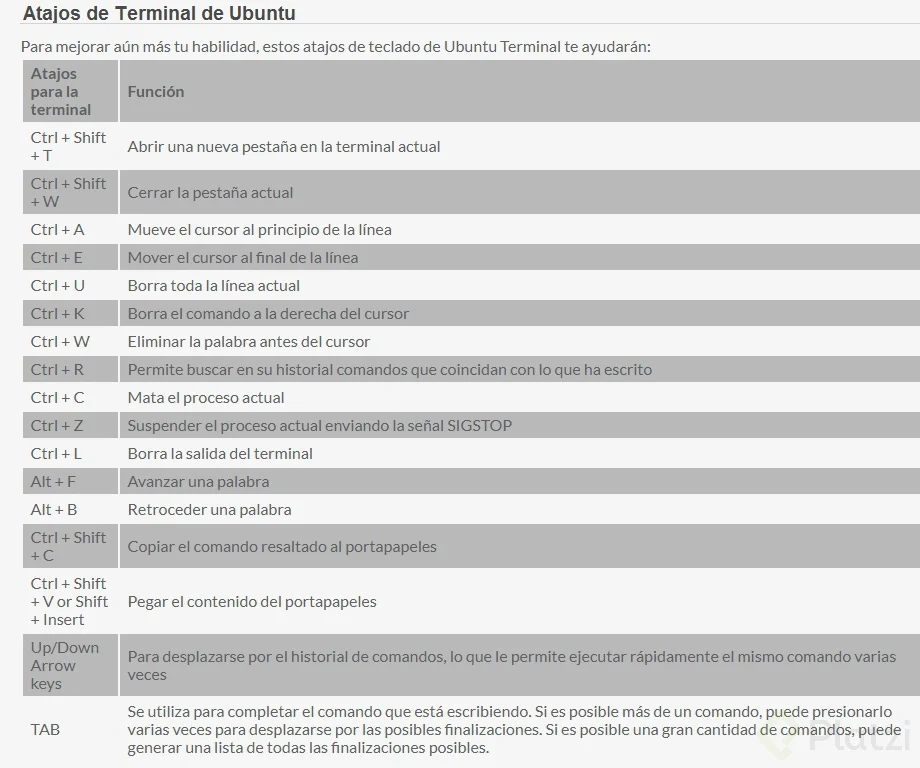 Atajos de Terminal de Ubuntu
Para mejorar aún más tu habilidad, estos atajos de teclado de Ubuntu Terminal te ayudarán:
Atajos
para la
terminal
Función
Ctrl + Shift
+ T
Abrir una nueva pestaña en la terminal actual
Ctrl + Shift
+ W
Cerrar la pestaña actual
Ctrl + A
Mueve el cursor al principio de la línea
Ctrl + E
Mover el cursor al final de la línea
Ctrl + U
Borra toda la línea actual
Ctrl + K
Borra el comando a la derecha del cursor
Ctrl + W
Eliminar la palabra antes del cursor
Ctrl + R
Permite buscar en su historial comandos que coincidan con lo que ha escrito
Ctrl + C
Mata el proceso actual
Ctrl + Z
Suspender el proceso actual enviando la señal SIGSTOP
Ctrl + L
Borra la salida del terminal
Alt + F
Avanzar una palabra
Alt + B
Retroceder una palabra
Ctrl + Shift
+ C
Copiar el comando resaltado al portapapeles
Ctrl + Shift
+ V or Shift
+ Insert
Pegar el contenido del portapapeles
Up/Down
Arrow
keys
Para desplazarse por el historial de comandos, lo que le permite ejecutar rápidamente el mismo comando varias
veces
TAB
Se utiliza para completar el comando que está escribiendo. Si es posible más de un comando, puede presionarlo
varias veces para desplazarse por las posibles finalizaciones. Si es posible una gran cantidad de comandos, puede
generar una lista de todas las finalizaciones posibles.
Platzi